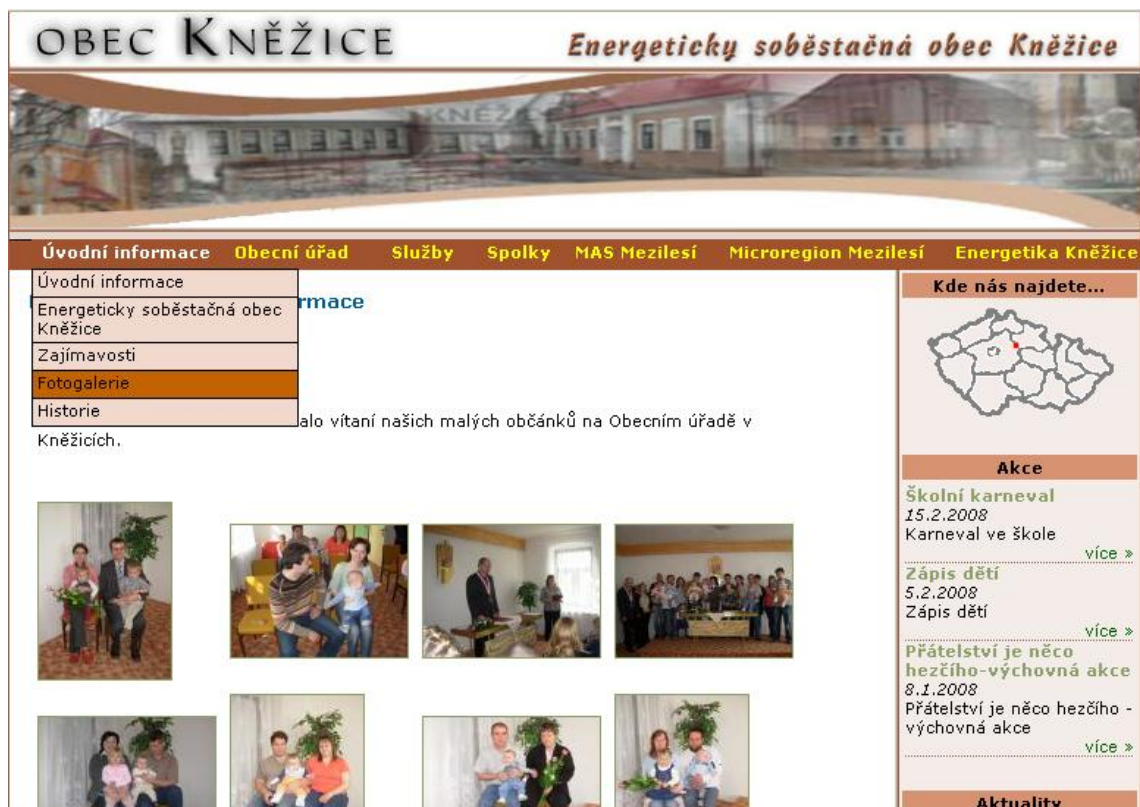 OBEC KNĚŽICE
Energeticky soběstačná obec Kněžice
KNĚŽ
Úvodní informace Obecní úřad Služby Spolky MAS Mezilesí Microregion Mezilesí Energetika Kněžice
Úvodní informace
Energeticky soběstačná obec
Kněžice
Zajímavosti
Fotogalerie
Historie
rmace
alo vítaní našich malých občánků na Obecním úřadě v
Kněžicích.
Kde nás najdete...
Akce
Školní karneval
15.2.2008
Karneval ve škole
více »
Zápis dětí
5.2.2008
Zápis dětí
více »
Přátelství je něco
hezčího-výchovná akce
8.1.2008
Přátelství je něco hezčího -
výchovná akce
více »
Aktuality